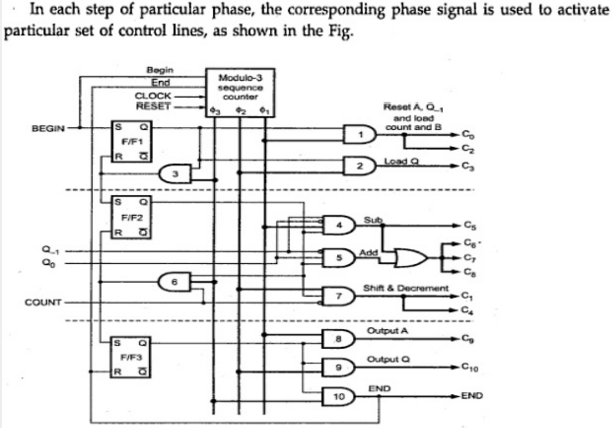 In each step of particular phase, the corresponding phase signal is used to activate
particular set of control lines, as shown in the Fig.
Begin
End
CLOCK
RESET
Modulo-3
sequence
counter
ϕ3 ϕ2 ϕ1
BEGIN
S Q
F/F1
R Q̅
3
1
Reset A, Q-1
and load
count and B
C0
C2
2
Load Q
C3
S Q
F/F2
R Q̅
Q-1
Q0
6
COUNT
4
Sub
C5
5
Add
C6
C7
C8
7
Shift & Decrement
C1
C4
S Q
F/F3
R Q̅
8
Output A
C9
9
Output Q
C10
10
END
END